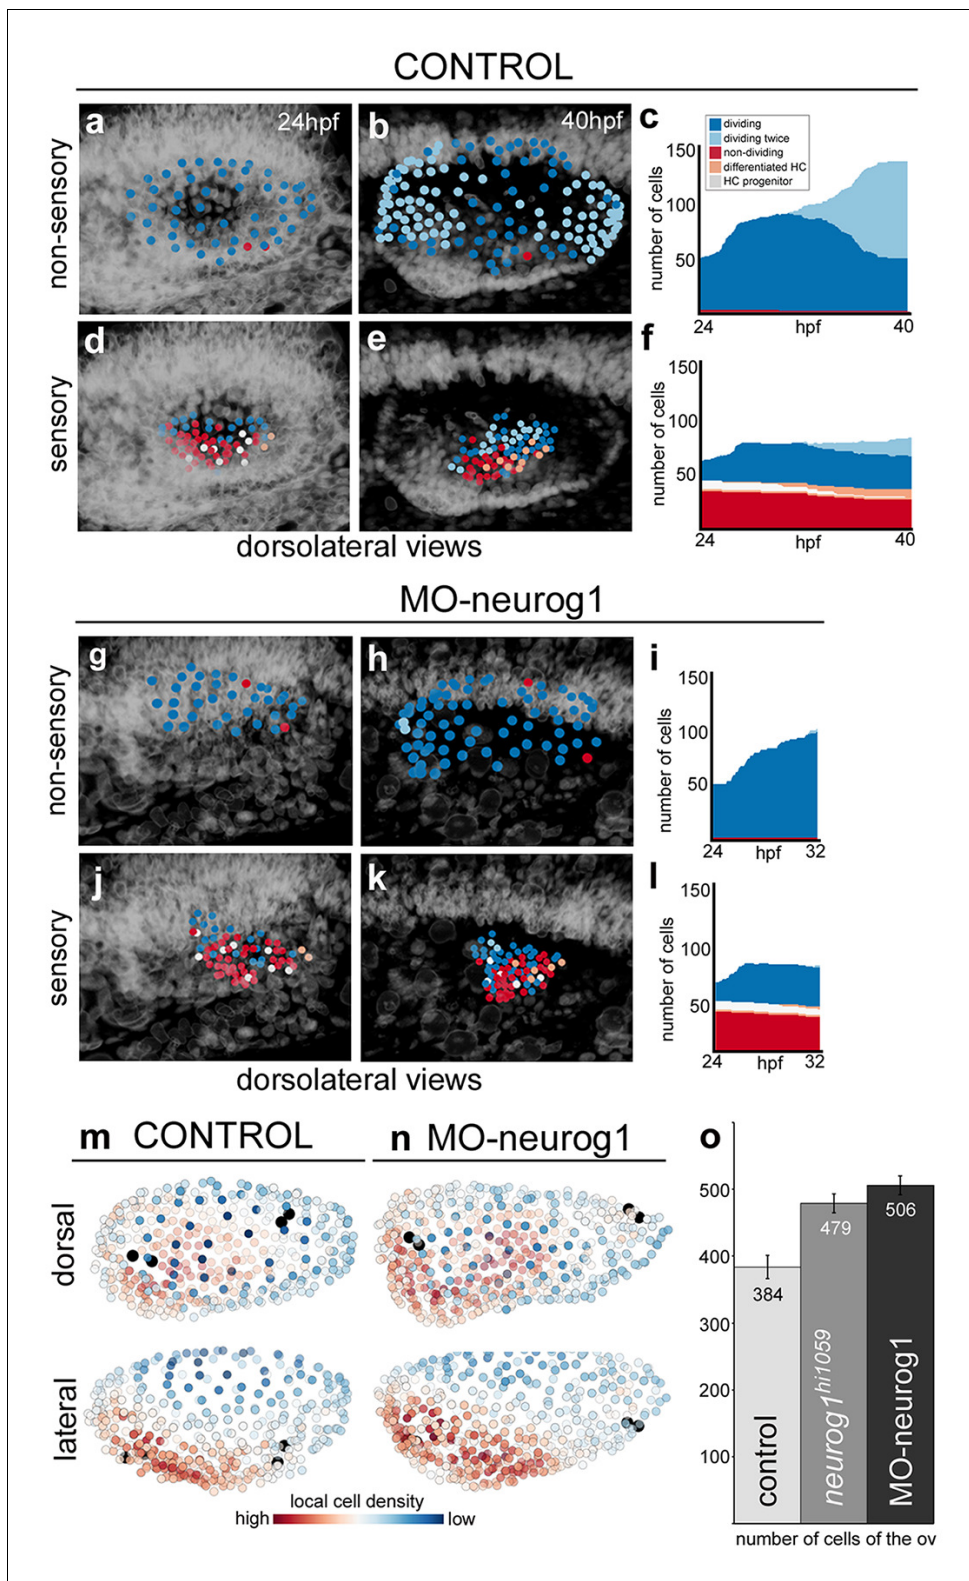 CONTROL
a
24hpf
b
40hpf
c
dividing
dividing twice
non-dividing
differentiated HC
HC progenitor
non-sensory
number of cells
150
100
50
24
hpf
40
d
e
f
sensory
number of cells
150
100
50
24
hpf
40
dorsolateral views
MO-neurog1
g
h
i
non-sensory
number of cells
150
100
50
24
hpf
32
j
k
l
sensory
number of cells
150
100
50
24
hpf
32
dorsolateral views
m CONTROL
n MO-neurog1
o
dorsal
lateral
local cell density
high
low
500
400
300
200
100
384
479
506
control
neurog1hi1059
MO-neurog1
number of cells of the ov